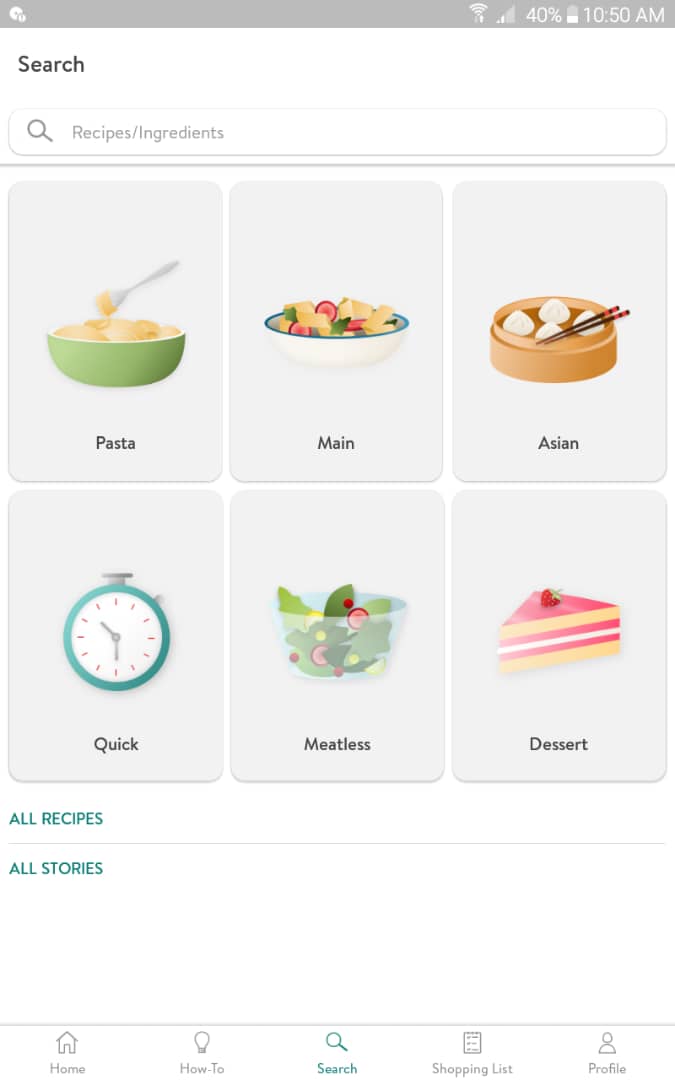 40% 10:50 AM
Search
Recipes/Ingredients
Pasta Main Asian
Quick Meatless Dessert
ALL RECIPES
ALL STORIES
Home How-To Search Shopping List Profile